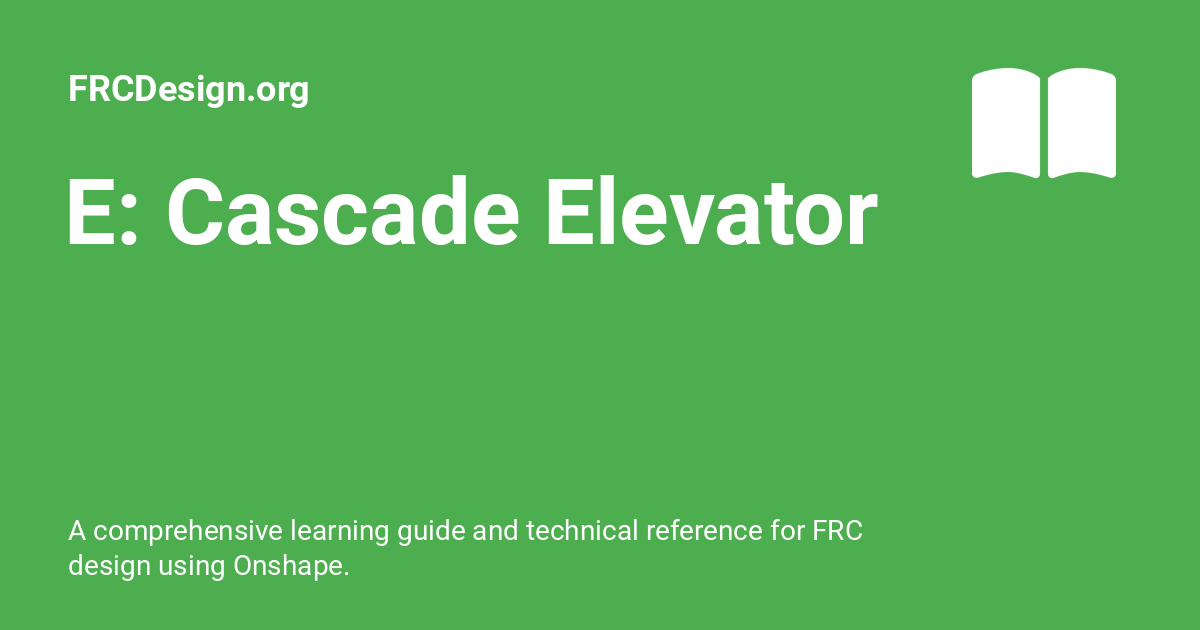 FRCDesign.org
E: Cascade Elevator
A comprehensive learning guide and technical reference for FRC
design using Onshape.